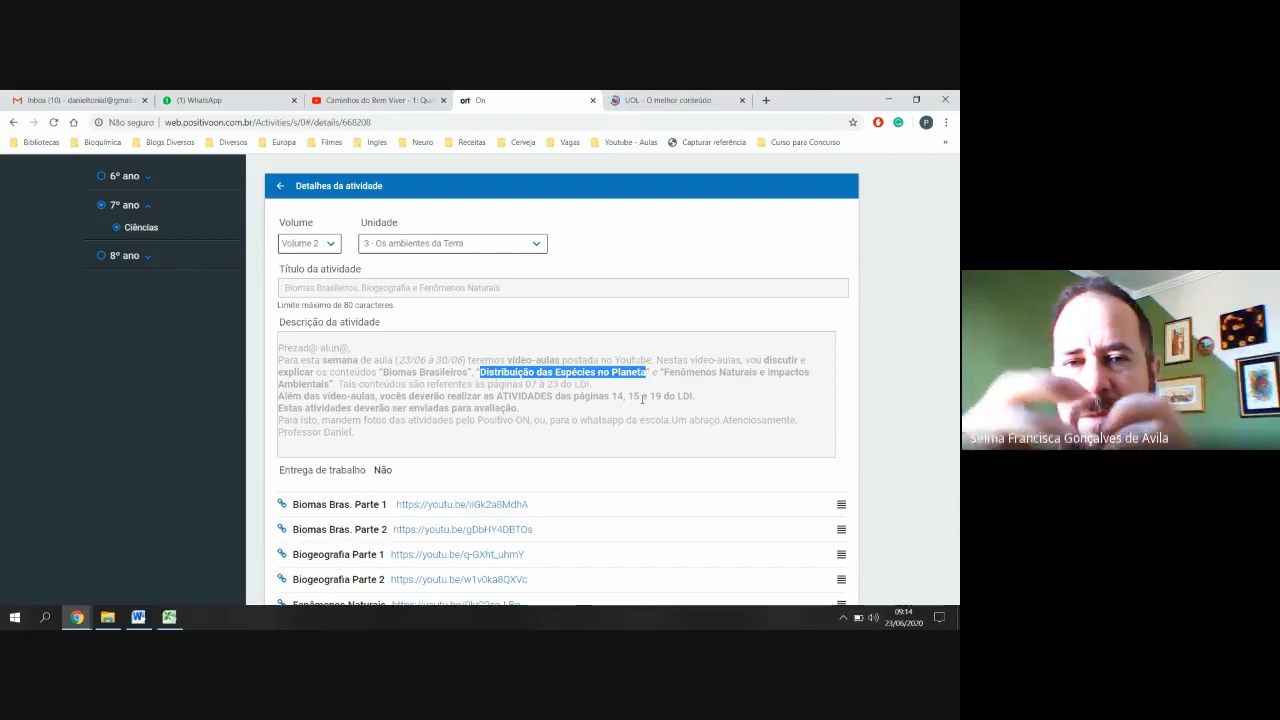 Inbox (10) - danieltonial@gmail.
(1) WhatsApp
Caminhos do Bem Viver - 1: Que
On
UOL - O melhor conteúdo
Não seguro
web.positivoon.com.br/Activities/s/0#/details/668208
Bibliotecas
Bioquímica
Blogs Diversos
Diversos
Europa
Filmes
Ingles
Neuro
Receitas
Cerveja
Vagas
Youtube - Aulas
Capturar referência
Curso para Concurso
»
6º ano
7º ano
Ciências
8º ano
Detalhes da atividade
Volume
Unidade
Volume 2
3 - Os ambientes da Terra
Título da atividade
Biomas Brasileiros, Biogeografia e Fenômenos Naturais
Limite máximo de 80 caracteres.
Descrição da atividade
Prezad@ alun@,
Para esta semana de aula (23/06 à 30/06) teremos vídeo-aulas postada no Youtube. Nestas vídeo-aulas, vou discutir e
explicar os conteúdos "Biomas Brasileiros", "Distribuição das Espécies no Planeta" e "Fenômenos Naturais e Impactos
Ambientais". Tais conteúdos são referentes às páginas 07 à 23 do LDI.
Além das vídeo-aulas, vocês deverão realizar as ATIVIDADES das páginas 14, 15 e 19 do LDI.
Estas atividades deverão ser enviadas para avaliação.
Para isto, mandem fotos das atividades pelo Positivo ON, ou, para o whatsapp da escola.Um abraço.Atenciosamente,
Professor Daniel.
Entrega de trabalho Não
Biomas Bras. Parte 1 https://youtu.be/iiGk2a8MdhA
Biomas Bras. Parte 2 https://youtu.be/gDbHY4DBTOs
Biogeografia Parte 1 https://youtu.be/q-GXht_uhmY
Biogeografia Parte 2 https://youtu.be/w1v0ka8QXVc
Fenômenos Naturais
09:14
23/06/2020
Selma Francisca Gonçalves de Avila